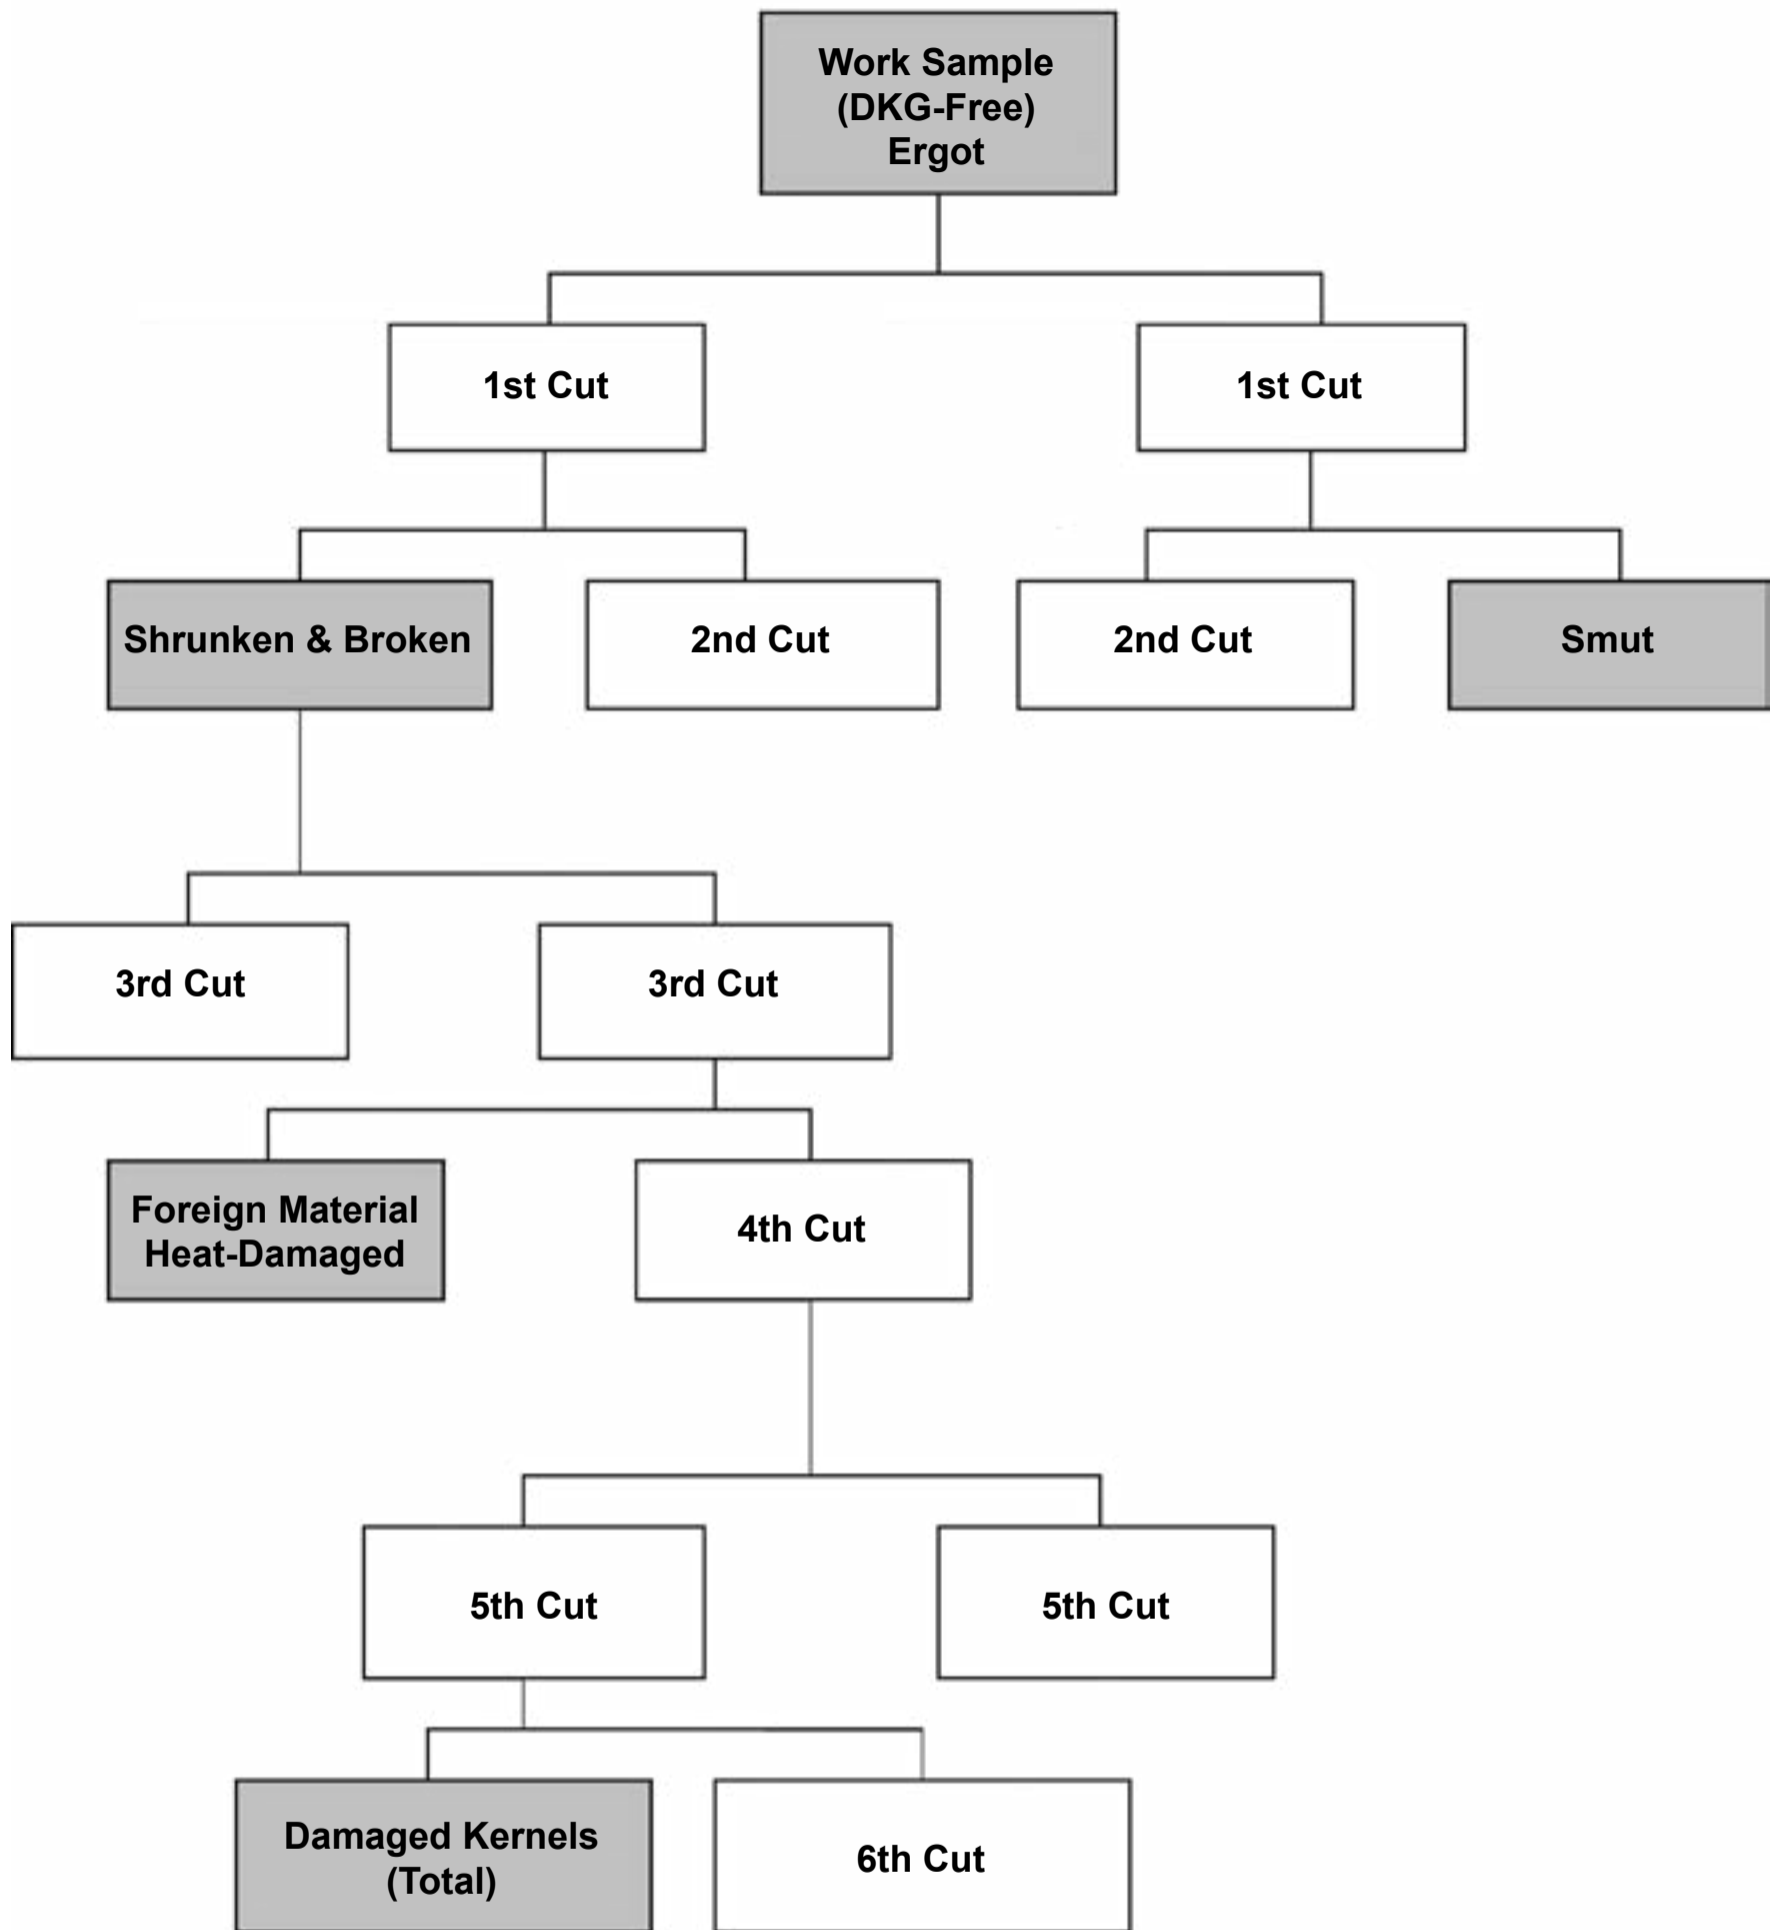 Work Sample
(DKG-Free)
Ergot
1st Cut
1st Cut
Shrunken & Broken
2nd Cut
2nd Cut
Smut
3rd Cut
3rd Cut
Foreign Material
Heat-Damaged
4th Cut
5th Cut
5th Cut
Damaged Kernels
(Total)
6th Cut